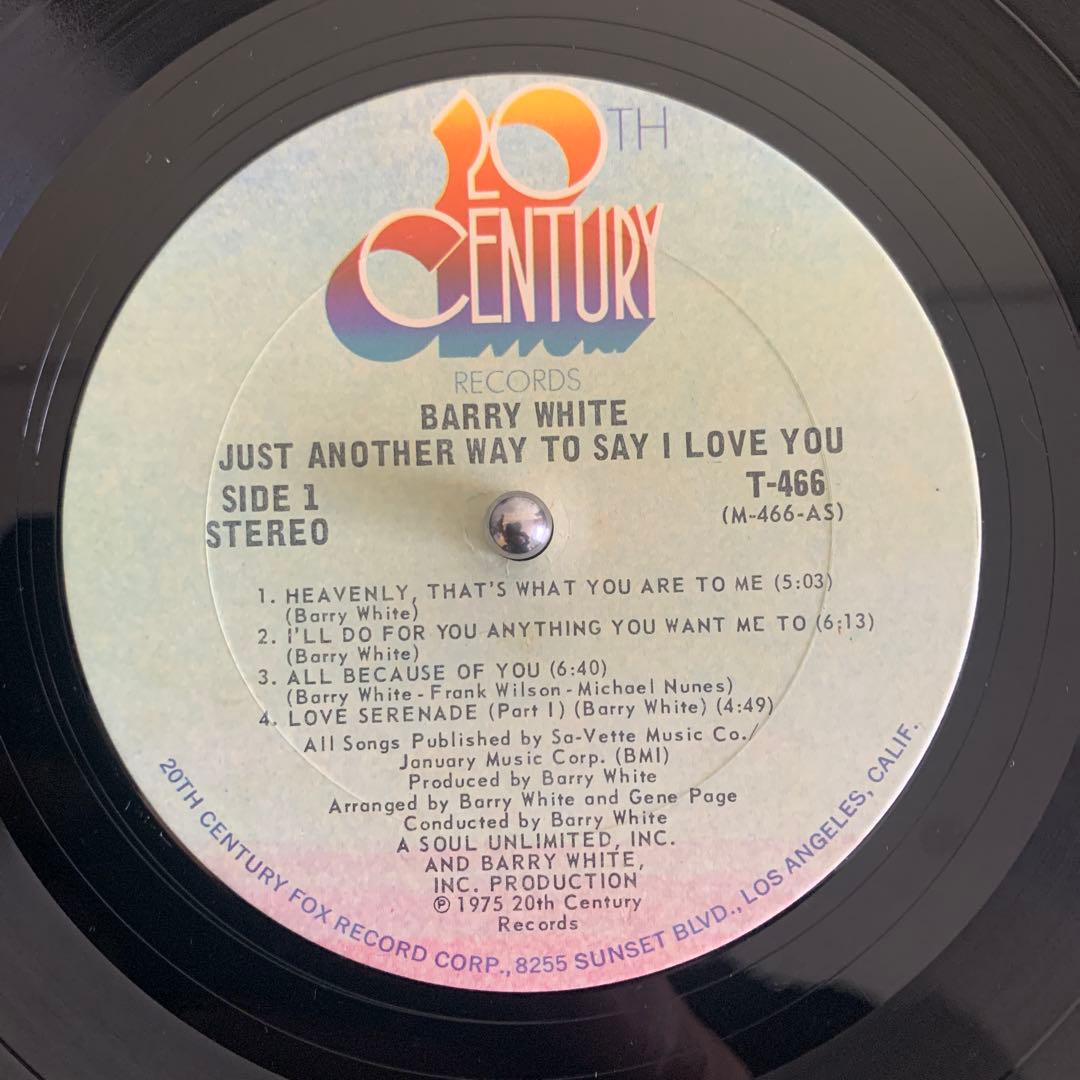 20TH
CENTURY
RECORDS
BARRY WHITE
JUST ANOTHER WAY TO SAY I LOVE YOU
SIDE 1 T-466
STEREO (M-466-AS)
1. HEAVENLY, THAT'S WHAT YOU ARE TO ME (5:03)
(Barry White)
2. I'LL DO FOR YOU ANYTHING YOU WANT ME TO (6:13)
(Barry White)
3. ALL BECAUSE OF YOU (6:40)
(Barry White - Frank Wilson - Michael Nunes)
4. LOVE SERENADE (Part I) (Barry White) (4:49)
All Songs Published by Sa-Vette Music Co./
January Music Corp. (BMI)
Produced by Barry White
Arranged by Barry White and Gene Page
Conducted by Barry White
A SOUL UNLIMITED, INC.
AND BARRY WHITE,
INC. PRODUCTION
℗ 1975 20th Century
Records
20TH CENTURY FOX RECORD CORP., 8255 SUNSET BLVD., LOS ANGELES, CALIF.